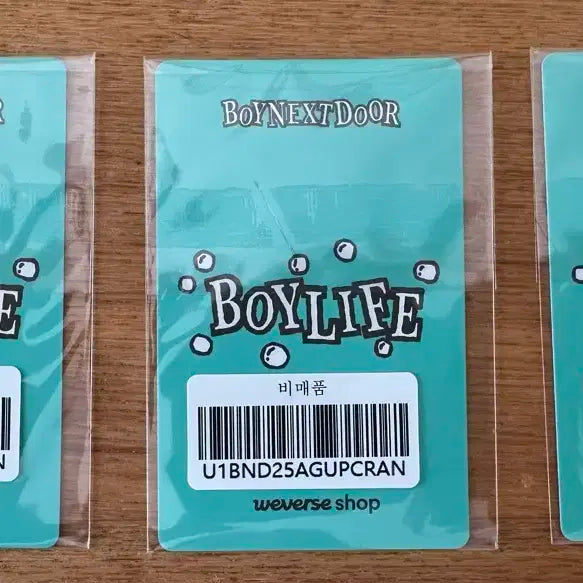 R
BOYNEXTDOOR
BOYLIFE
E
비매품
U1BND25AGUPCRAN
N
weverse shop